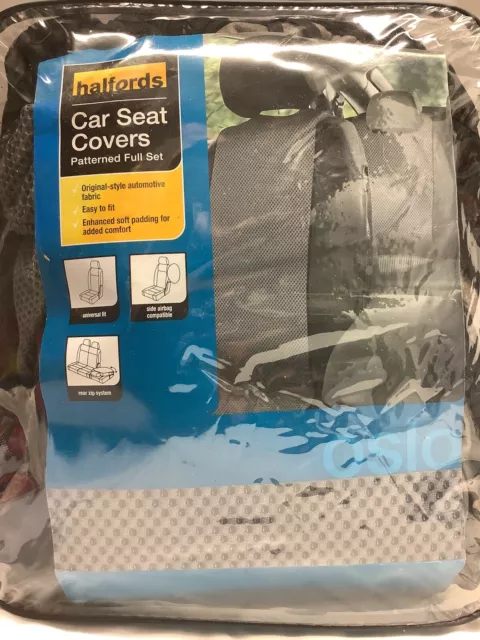 halfords
Car Seat
Covers
Patterned Full Set
Original-style automotive
fabric
Easy to fit
Enhanced soft padding for
added comfort
universal fit
side airbag
compatible
rear zip system
oslo